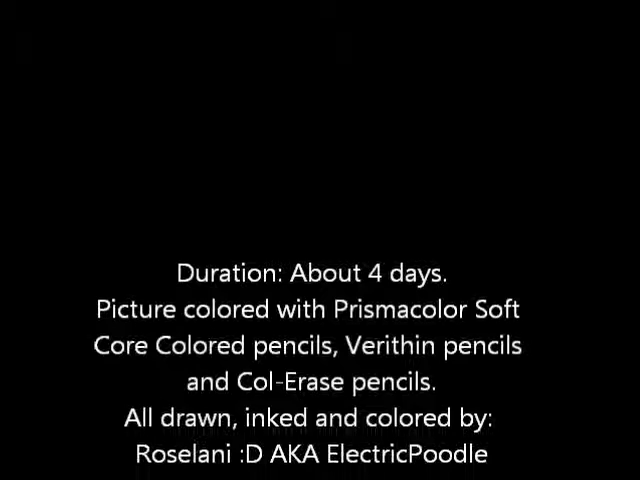 Duration: About 4 days.
Picture colored with Prismacolor Soft
Core Colored pencils, Verithin pencils
and Col-Erase pencils.
All drawn, inked and colored by:
Roselani :D AKA ElectricPoodle